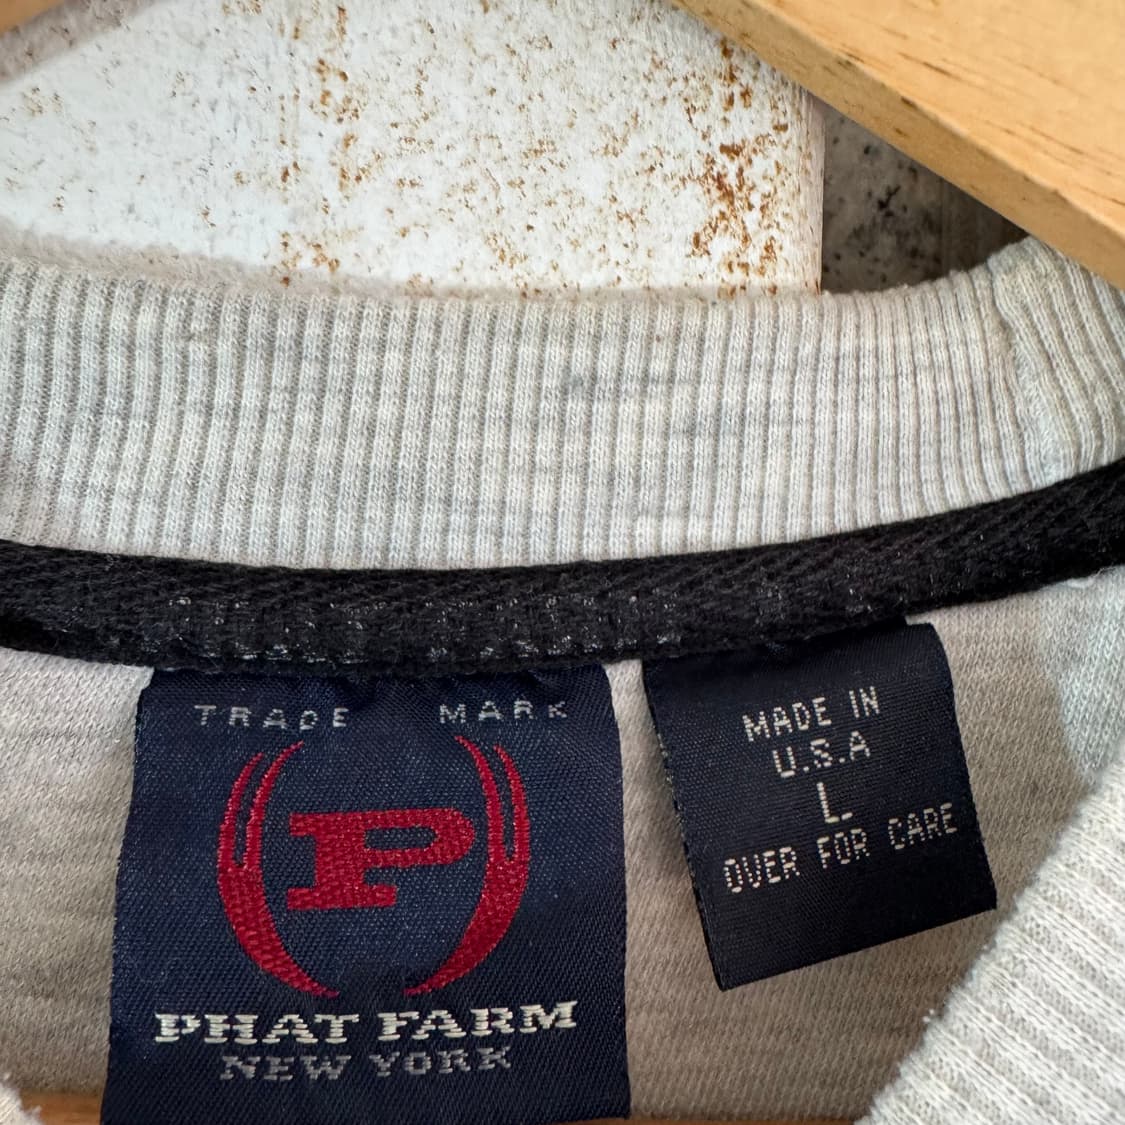 TRADE MARK
P
PHAT FARM
NEW YORK
MADE IN
U.S.A
L
OVER FOR CARE